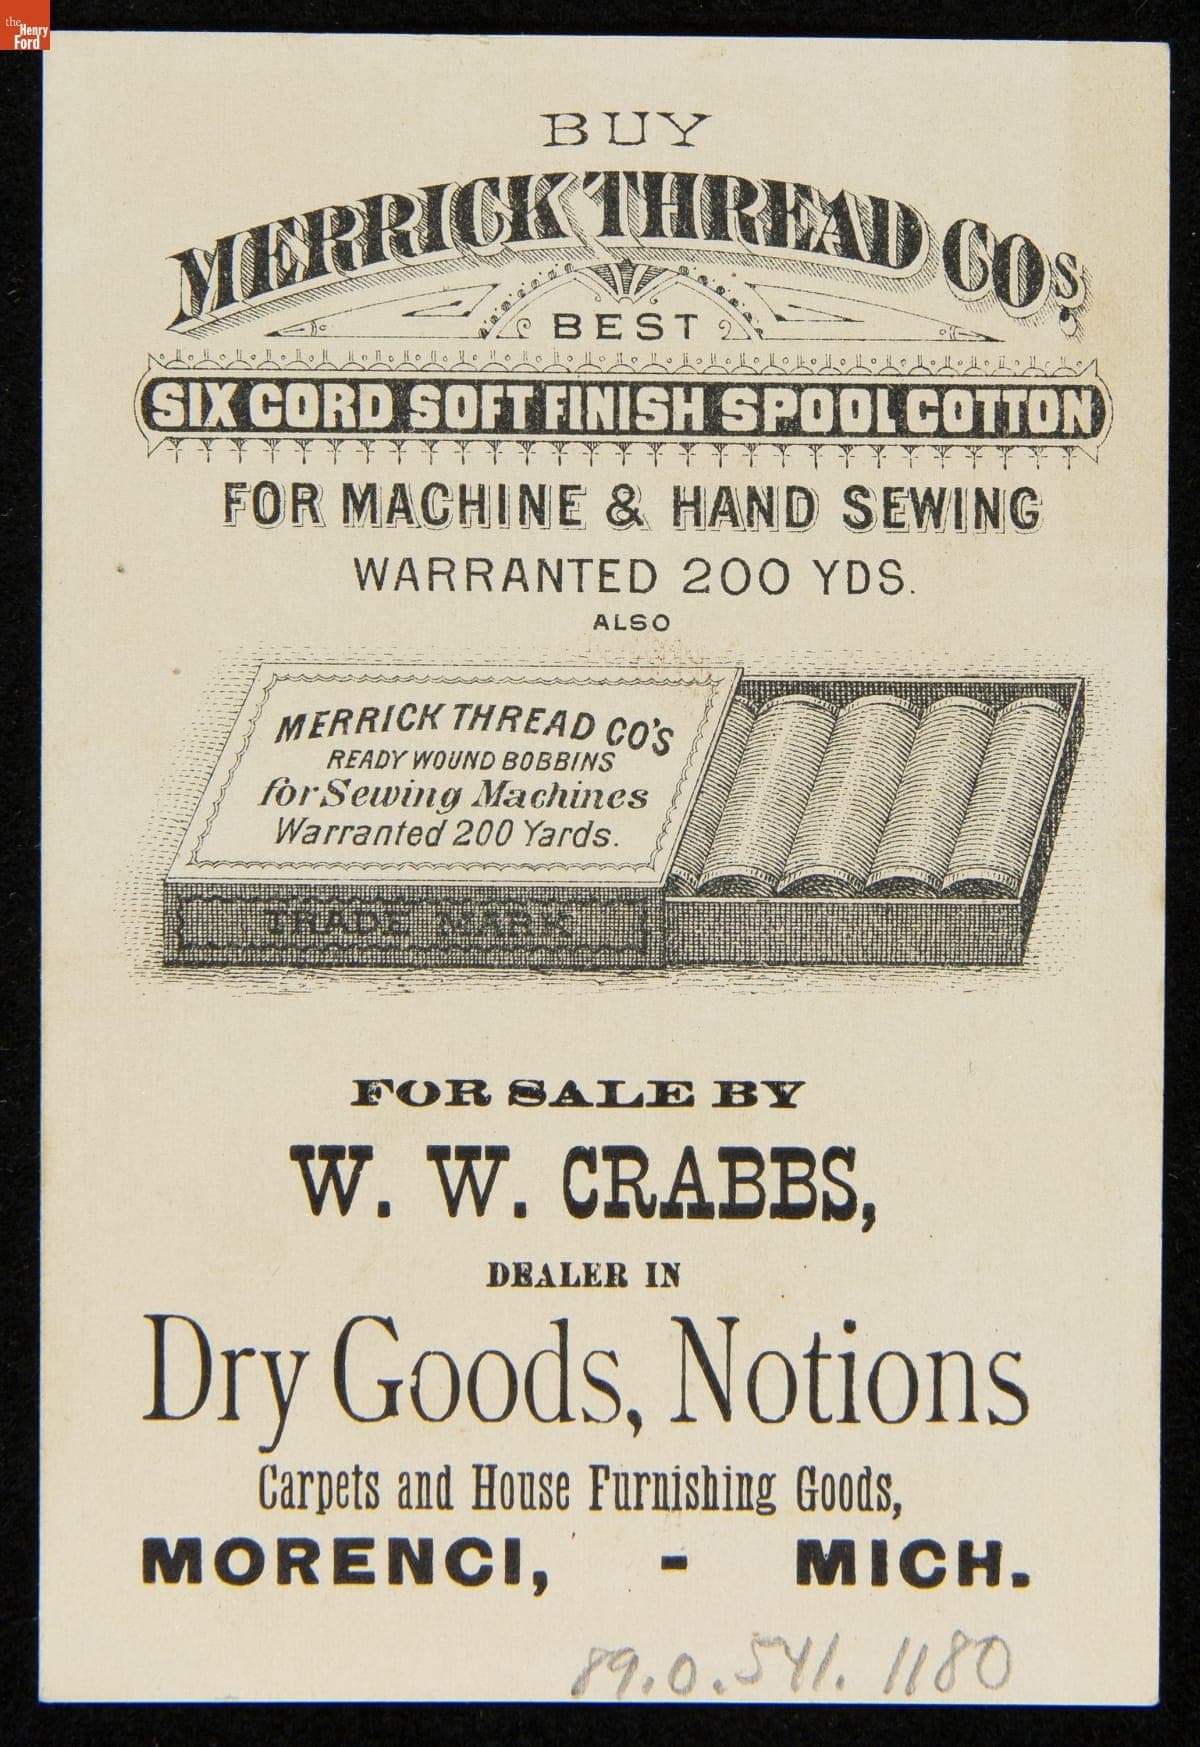 the
Henry
Ford
BUY
MERRICK THREAD COS,
BEST
SIX CORD SOFT FINISH SPOOL COTTON
FOR MACHINE & HAND SEWING
WARRANTED 200 YDS.
ALSO
MERRICK THREAD CO'S
READY WOUND BOBBINS
for Sewing Machines
Warranted 200 Yards.
TRADE MARK
FOR SALE BY
W. W. CRABBS,
DEALER IN
Dry Goods, Notions
Carpets and House Furnishing Goods,
MORENCI, - MICH.
89.0.541.1180